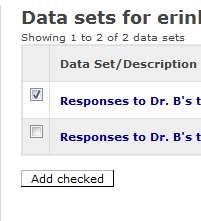 Data sets for erinl
Showing 1 to 2 of 2 data sets
Data Set/Description
Responses to Dr. B's t
Responses to Dr. B's t
Add checked